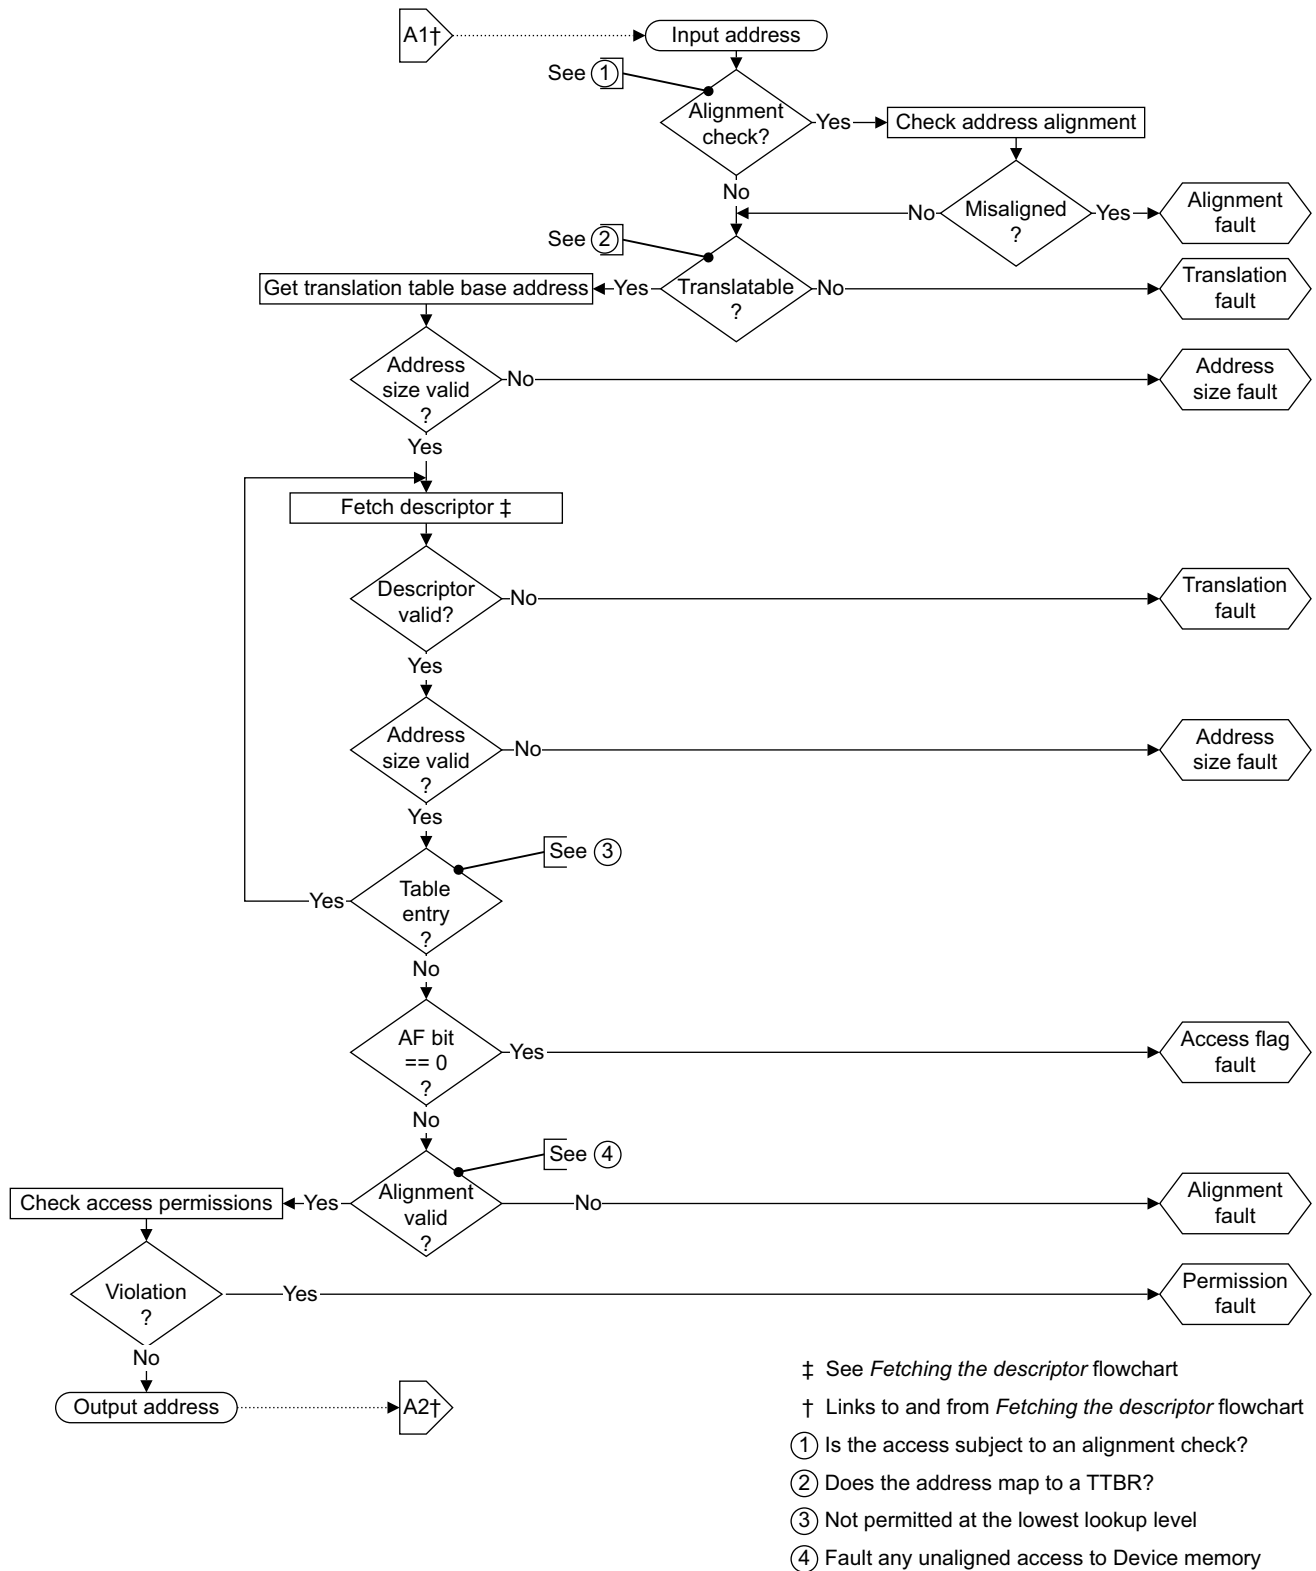 A1†
Input address
See ①
Alignment
check?
Yes
Check address alignment
No
See ②
No
Misaligned
?
Yes
Alignment
fault
Get translation table base address
Yes
Translatable
?
No
Translation
fault
Address
size valid
?
No
Address
size fault
Yes
Fetch descriptor ‡
Descriptor
valid?
No
Translation
fault
Yes
Address
size valid
?
No
Address
size fault
Yes
See ③
Yes
Table
entry
?
No
AF bit
== 0
?
Yes
Access flag
fault
No
See ④
Check access permissions
Yes
Alignment
valid
?
No
Alignment
fault
Violation
?
Yes
Permission
fault
No
Output address
A2†
‡ See Fetching the descriptor flowchart
† Links to and from Fetching the descriptor flowchart
① Is the access subject to an alignment check?
② Does the address map to a TTBR?
③ Not permitted at the lowest lookup level
④ Fault any unaligned access to Device memory